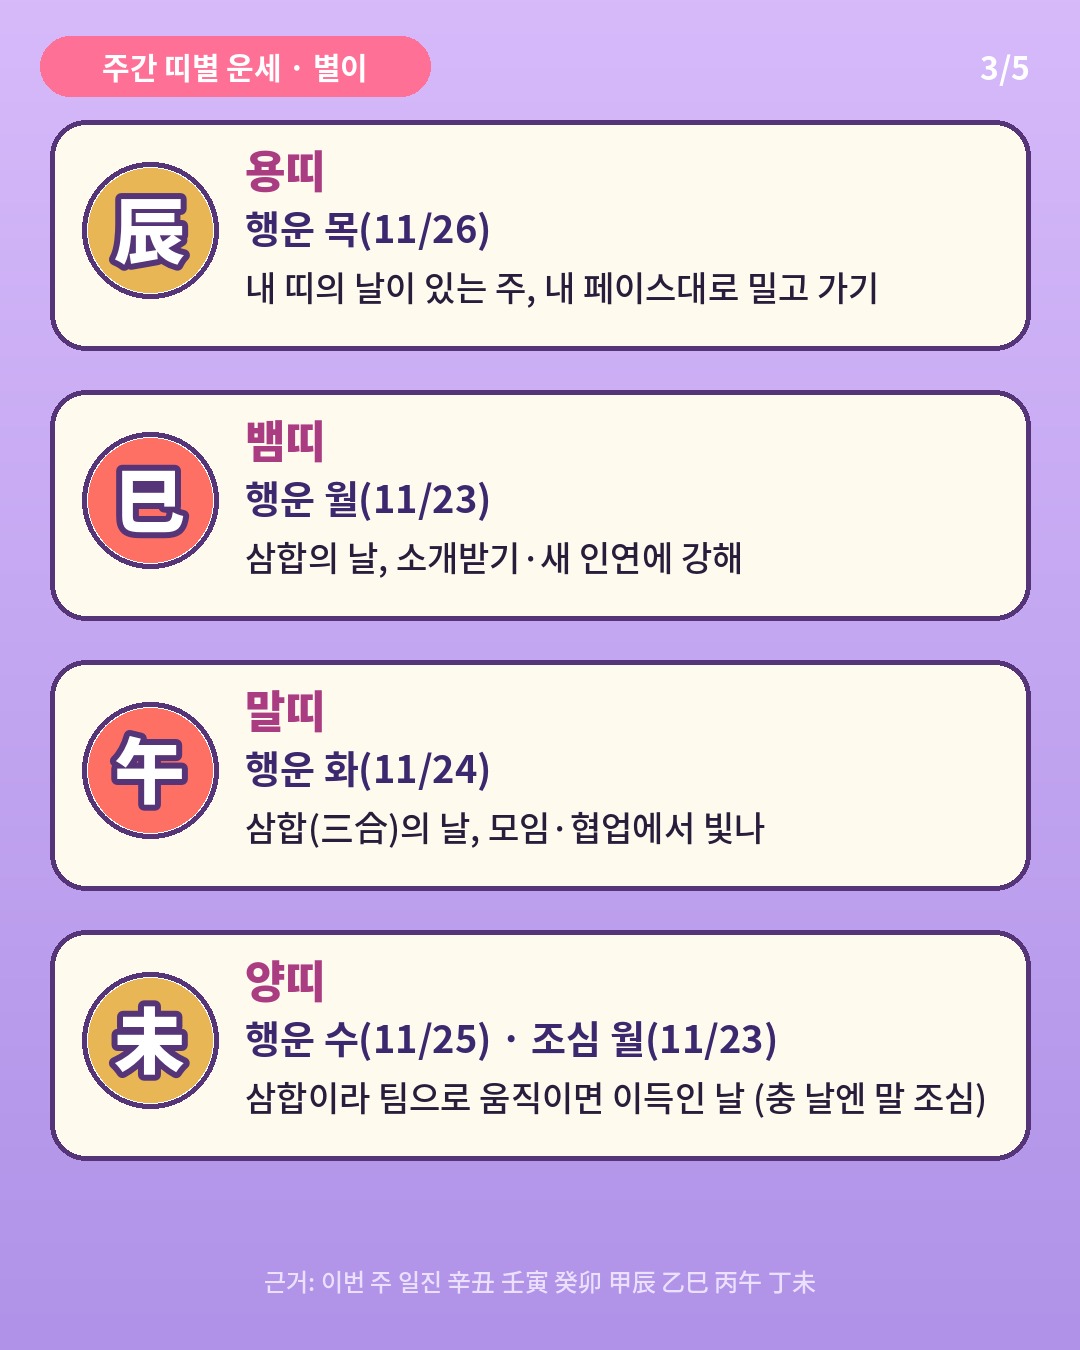 주간 띠별 운세 · 별이
3/5
辰
용띠
행운 목(11/26)
내 띠의 날이 있는 주, 내 페이스대로 밀고 가기
巳
뱀띠
행운 월(11/23)
삼합의 날, 소개받기·새 인연에 강해
午
말띠
행운 화(11/24)
삼합(三合)의 날, 모임·협업에서 빛나
未
양띠
행운 수(11/25) · 조심 월(11/23)
삼합이라 팀으로 움직이면 이득인 날 (충 날엔 말 조심)
근거: 이번 주 일진 辛丑 壬寅 癸卯 甲辰 乙巳 丙午 丁未